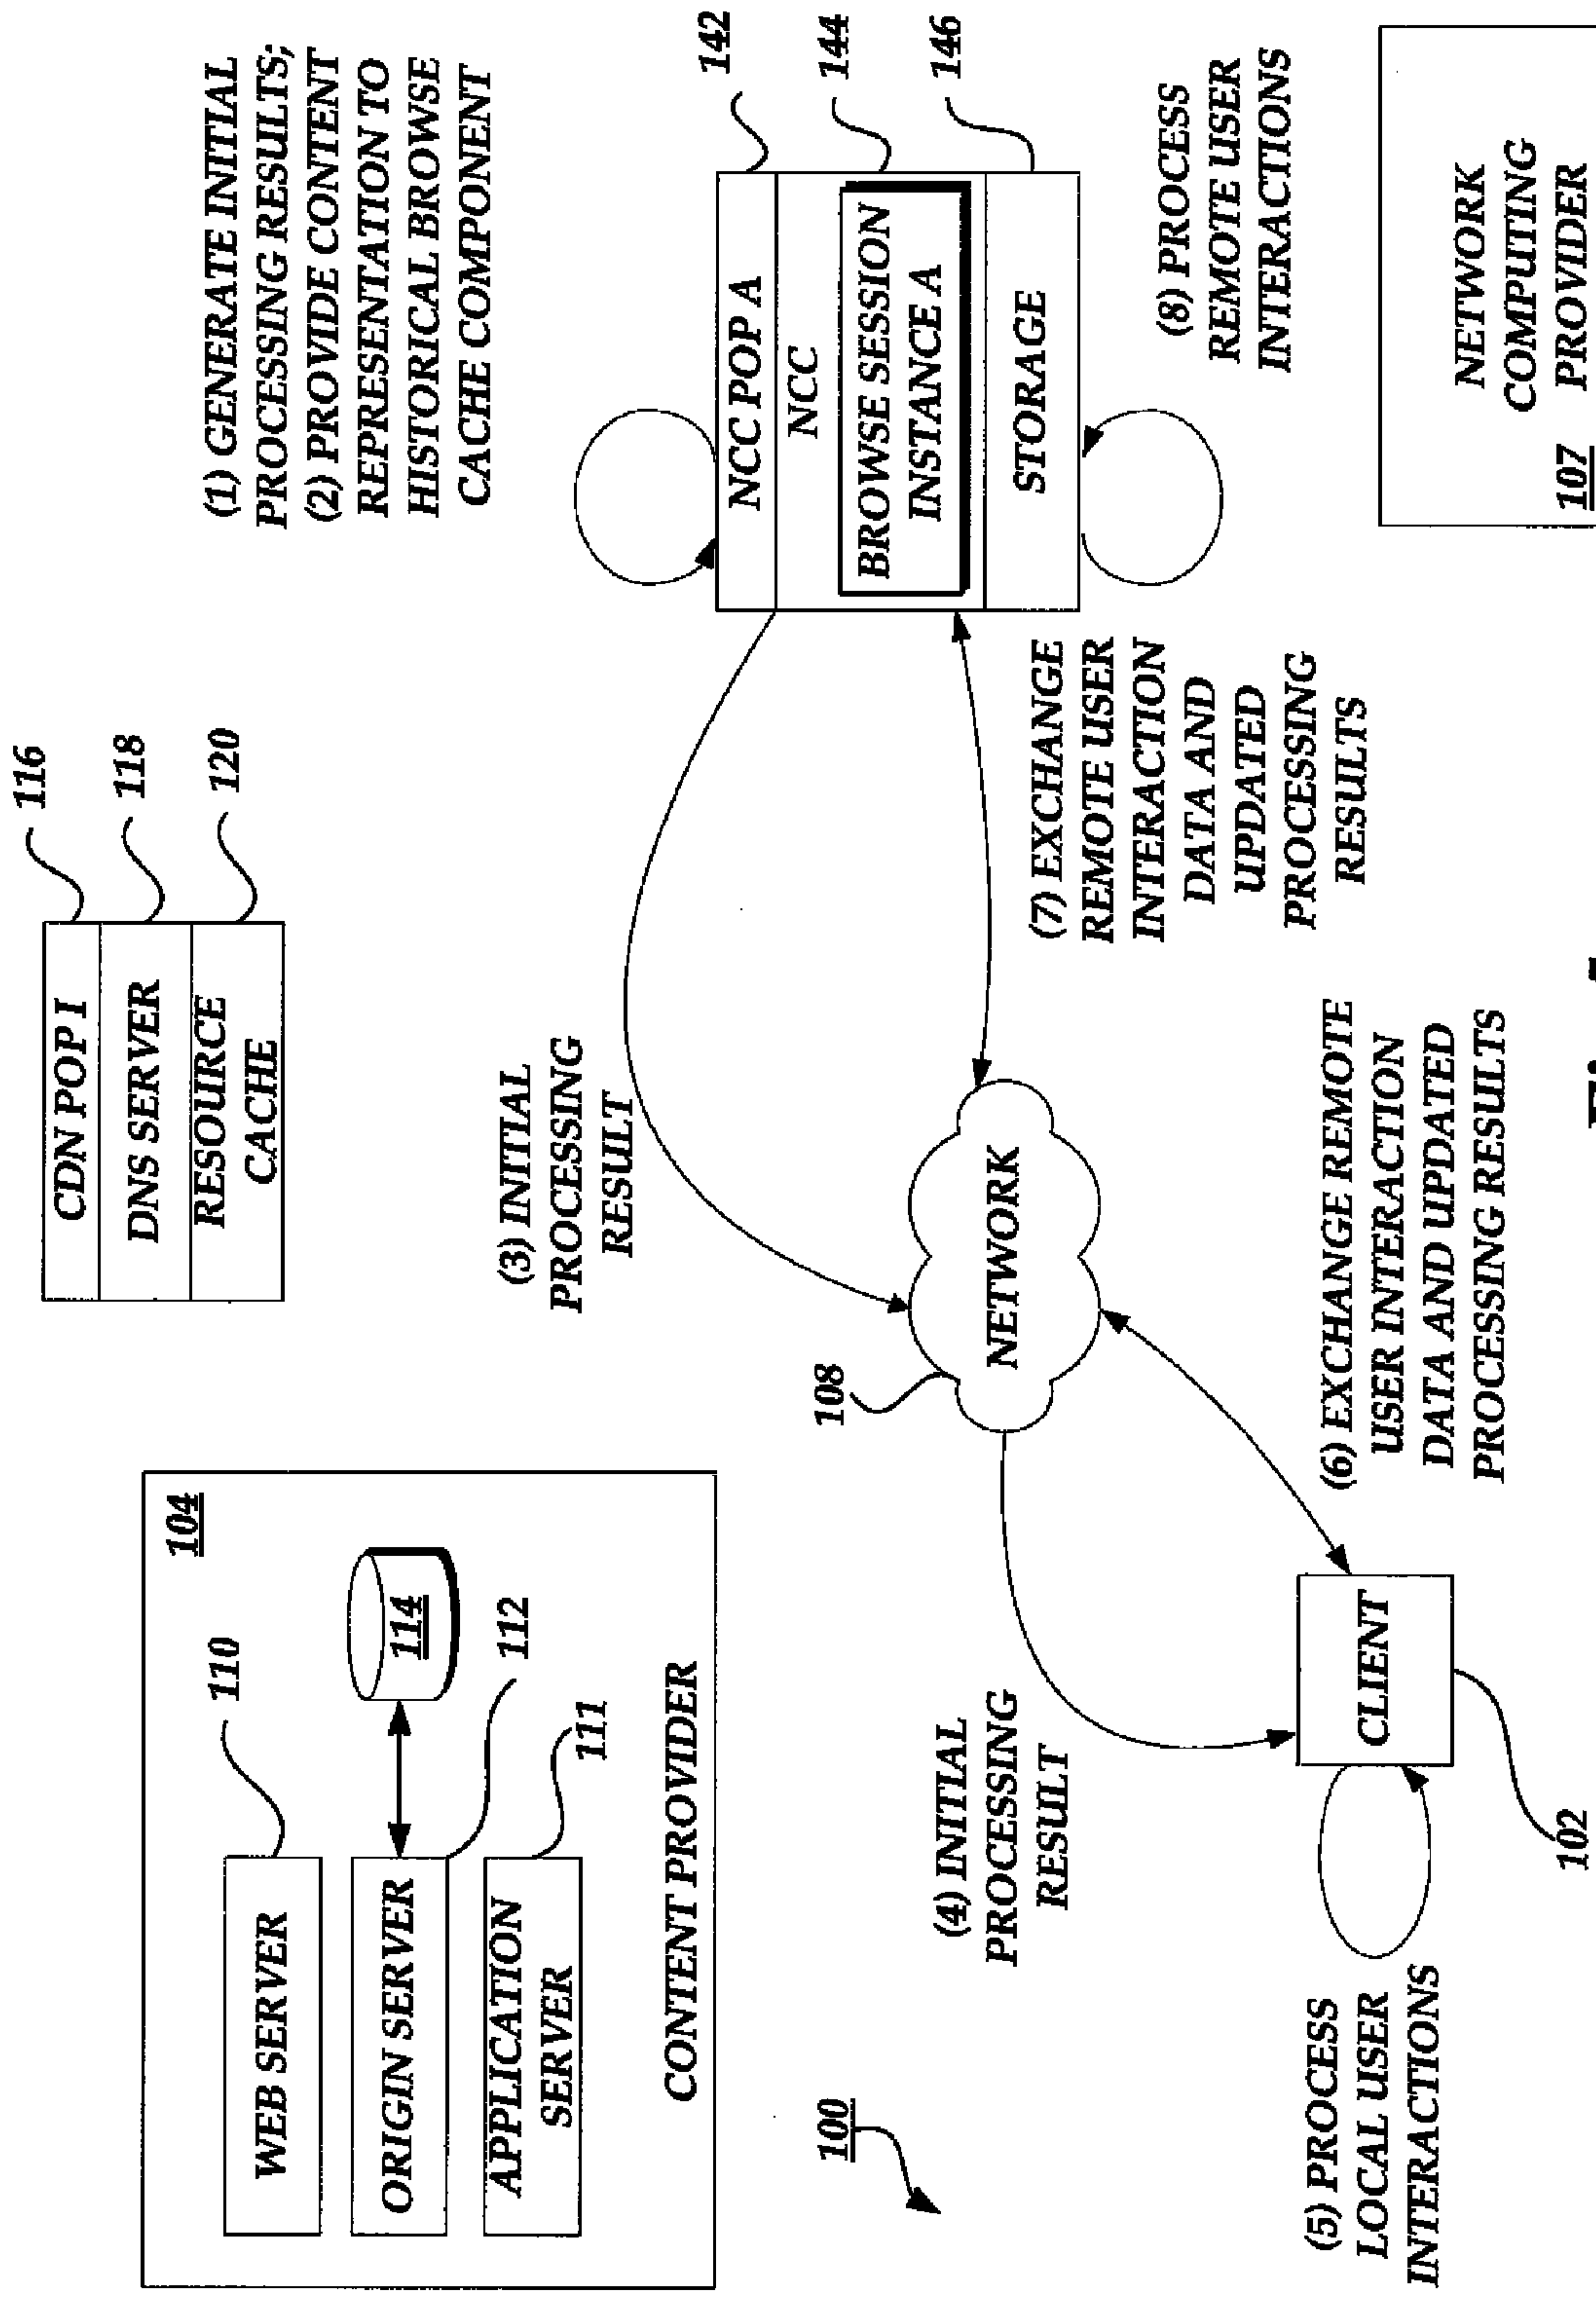 104
WEB SERVER
110
ORIGIN SERVER
114
112
APPLICATION
SERVER
111
CONTENT PROVIDER
CDN POP I
116
DNS SERVER
118
RESOURCE
CACHE
120
(1) GENERATE INITIAL
PROCESSING RESULTS;
(2) PROVIDE CONTENT
REPRESENTATION TO
HISTORICAL BROWSE
CACHE COMPONENT
(3) INITIAL
PROCESSING
RESULT
NCC POP A
142
NCC
BROWSE SESSION
INSTANCE A
144
STORAGE
146
100
108
NETWORK
(4) INITIAL
PROCESSING
RESULT
(7) EXCHANGE
REMOTE USER
INTERACTION
DATA AND
UPDATED
PROCESSING
RESULTS
(8) PROCESS
REMOTE USER
INTERACTIONS
(5) PROCESS
LOCAL USER
INTERACTIONS
CLIENT
102
(6) EXCHANGE REMOTE
USER INTERACTION
DATA AND UPDATED
PROCESSING RESULTS
NETWORK
COMPUTING
PROVIDER
107